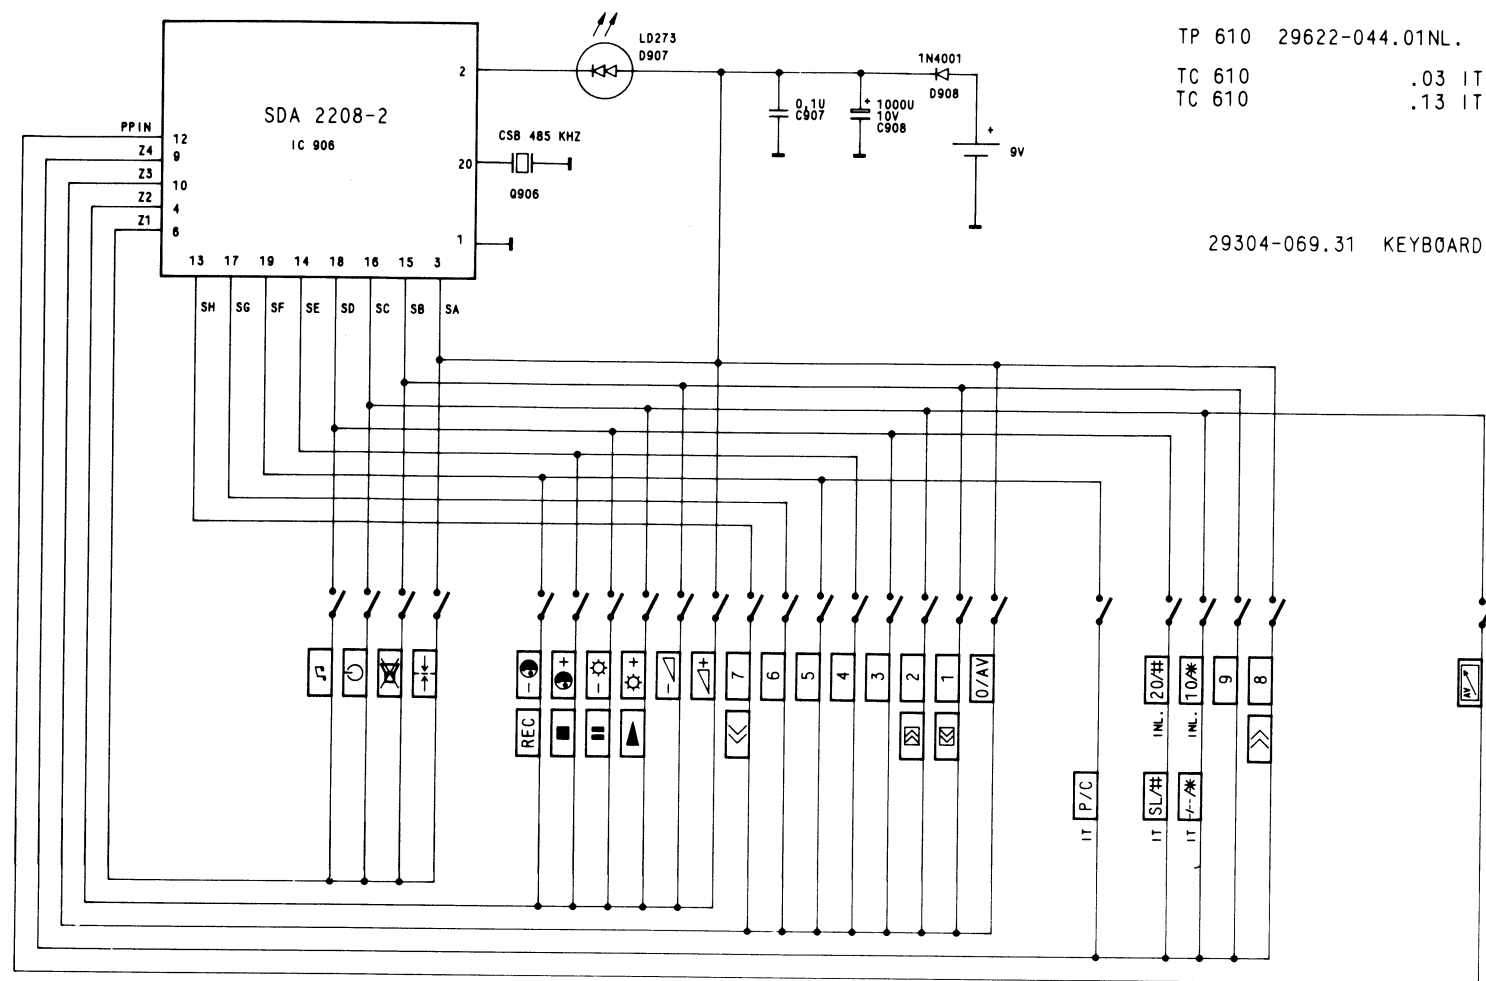 TP 610 29622-044.01NL.
TC 610 .03 IT
TC 610 .13 IT
29304-069.31 KEYBOARD
LD273
D907
1N4001
D908
0,1U
C907
+ 1000U
10V
C908
+
9V
SDA 2208-2
IC 906
2
CSB 485 KHZ
20
Q906
1
PPIN 12
Z4 9
Z3 10
Z2 4
Z1 6
13 17 19 14 18 16 15 3
SH SG SF SE SD SC SB SA
- + - + - + 7 6 5 4 3 2 1 0/AV
REC
INL. 20/#
INL. 10/*
9
8
AV
IT P/C
IT SL/#
IT -/--/*